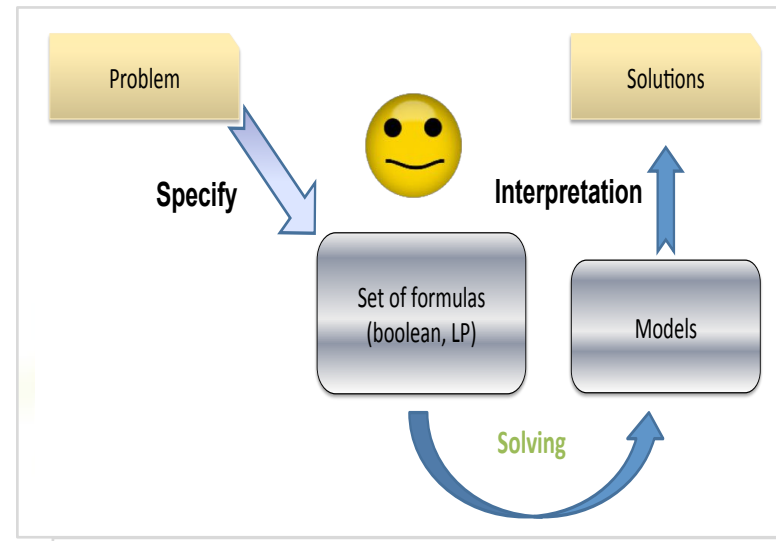 Problem
Solutions
Specify
Interpretation
Set of formulas
(boolean, LP)
Models
Solving